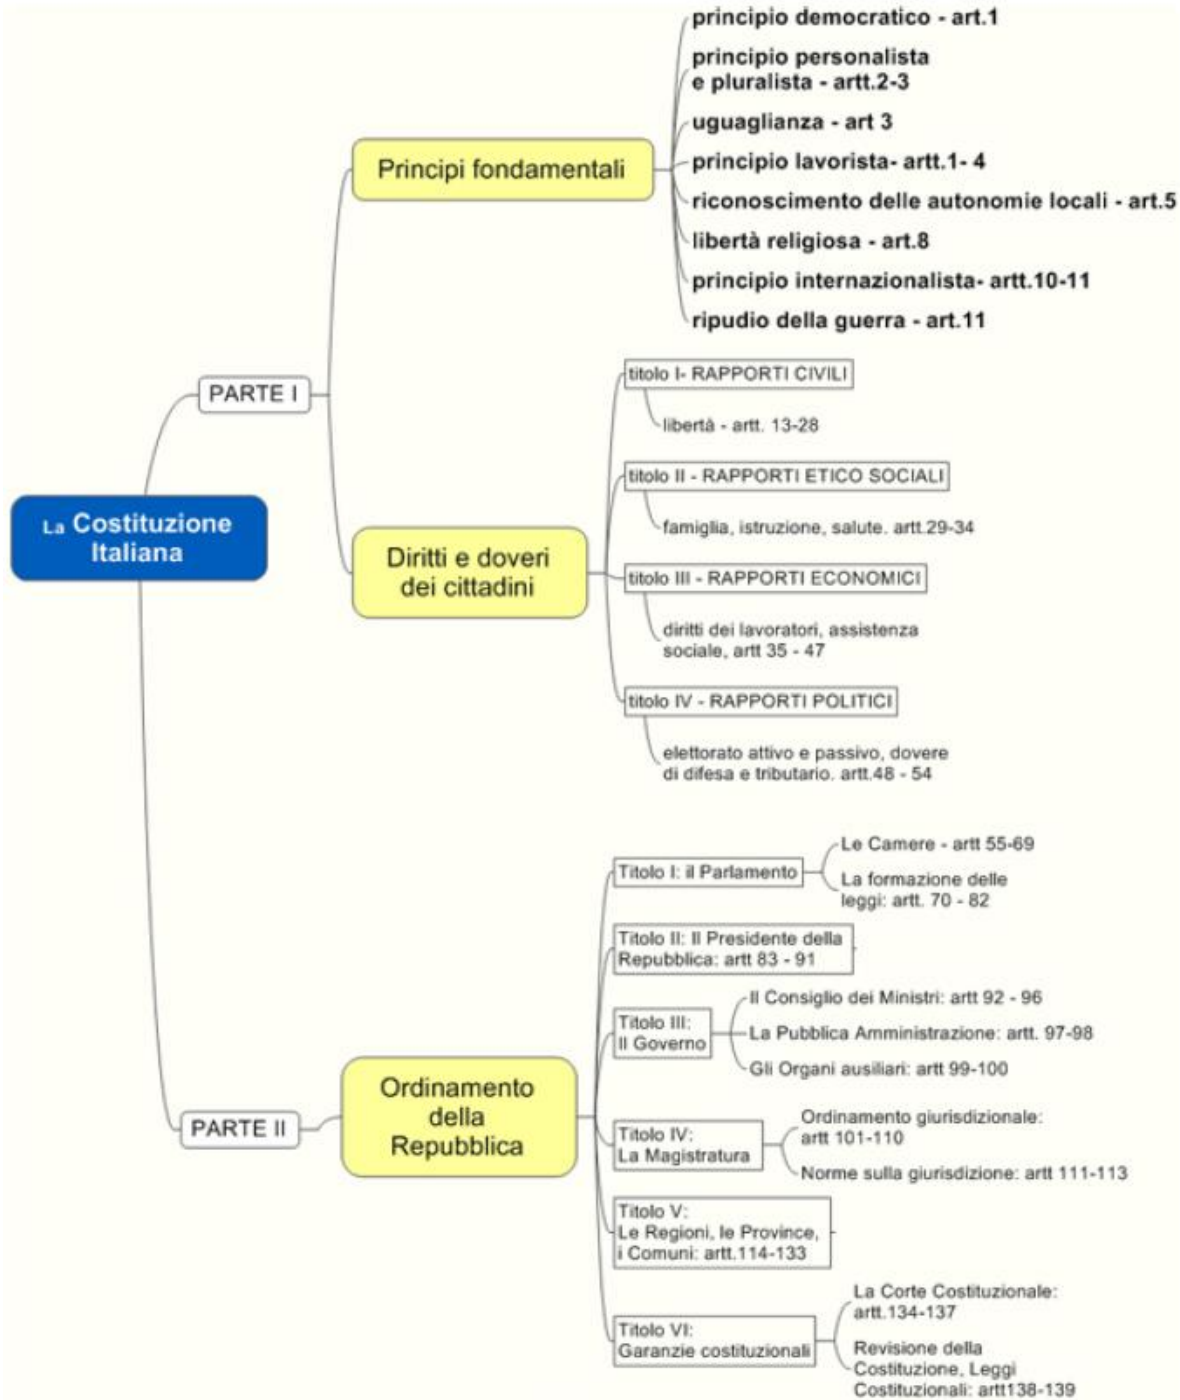 La Costituzione
Italiana
PARTE I
Principi fondamentali
principio democratico - art.1
principio personalista
e pluralista - artt.2-3
uguaglianza - art 3
principio lavorista- artt.1- 4
riconoscimento delle autonomie locali - art.5
libertà religiosa - art.8
principio internazionalista- artt.10-11
ripudio della guerra - art.11
Diritti e doveri
dei cittadini
titolo I- RAPPORTI CIVILI
libertà - artt. 13-28
titolo II - RAPPORTI ETICO SOCIALI
famiglia, istruzione, salute. artt.29-34
titolo III - RAPPORTI ECONOMICI
diritti dei lavoratori, assistenza
sociale, artt 35 - 47
titolo IV - RAPPORTI POLITICI
elettorato attivo e passivo, dovere
di difesa e tributario. artt.48 - 54
PARTE II
Ordinamento
della
Repubblica
Titolo I: il Parlamento
Le Camere - artt 55-69
La formazione delle
leggi: artt. 70 - 82
Titolo II: Il Presidente della
Repubblica: artt 83 - 91
Titolo III:
Il Governo
Il Consiglio dei Ministri: artt 92 - 96
La Pubblica Amministrazione: artt. 97-98
Gli Organi ausiliari: artt 99-100
Titolo IV:
La Magistratura
Ordinamento giurisdizionale:
artt 101-110
Norme sulla giurisdizione: artt 111-113
Titolo V:
Le Regioni, le Province,
i Comuni: artt.114-133
Titolo VI:
Garanzie costituzionali
La Corte Costituzionale:
artt.134-137
Revisione della
Costituzione, Leggi
Costituzionali: artt138-139